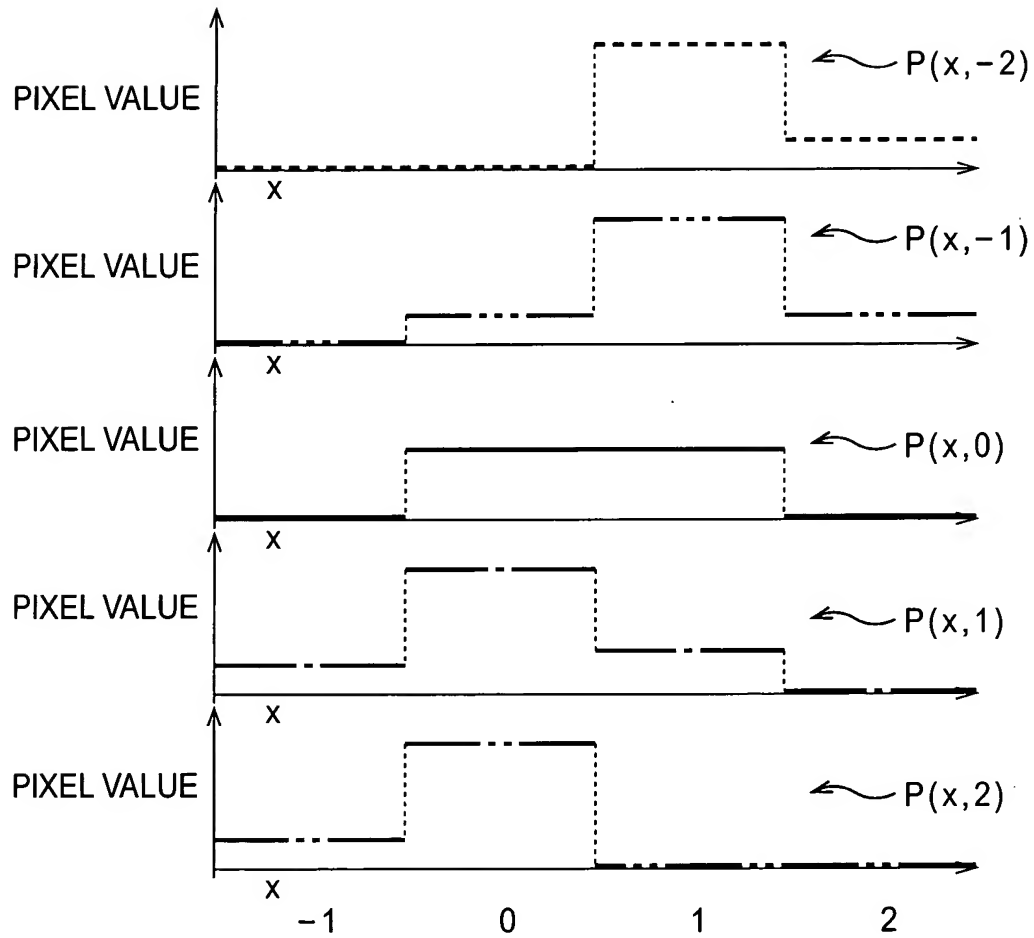 PIXEL VALUE
P(x,−2)
x
PIXEL VALUE
P(x,−1)
x
PIXEL VALUE
P(x,0)
x
PIXEL VALUE
P(x,1)
x
PIXEL VALUE
P(x,2)
x
−1 0 1 2